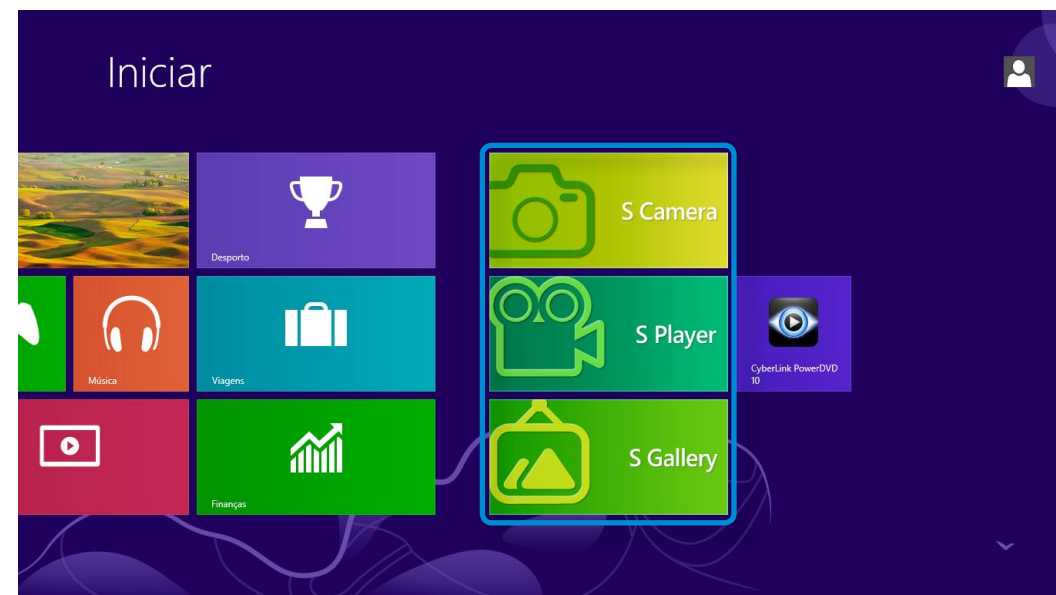 Iniciar
Desporto
S Camera
Música
Viagens
S Player
CyberLink PowerDVD
10
Finanças
S Gallery